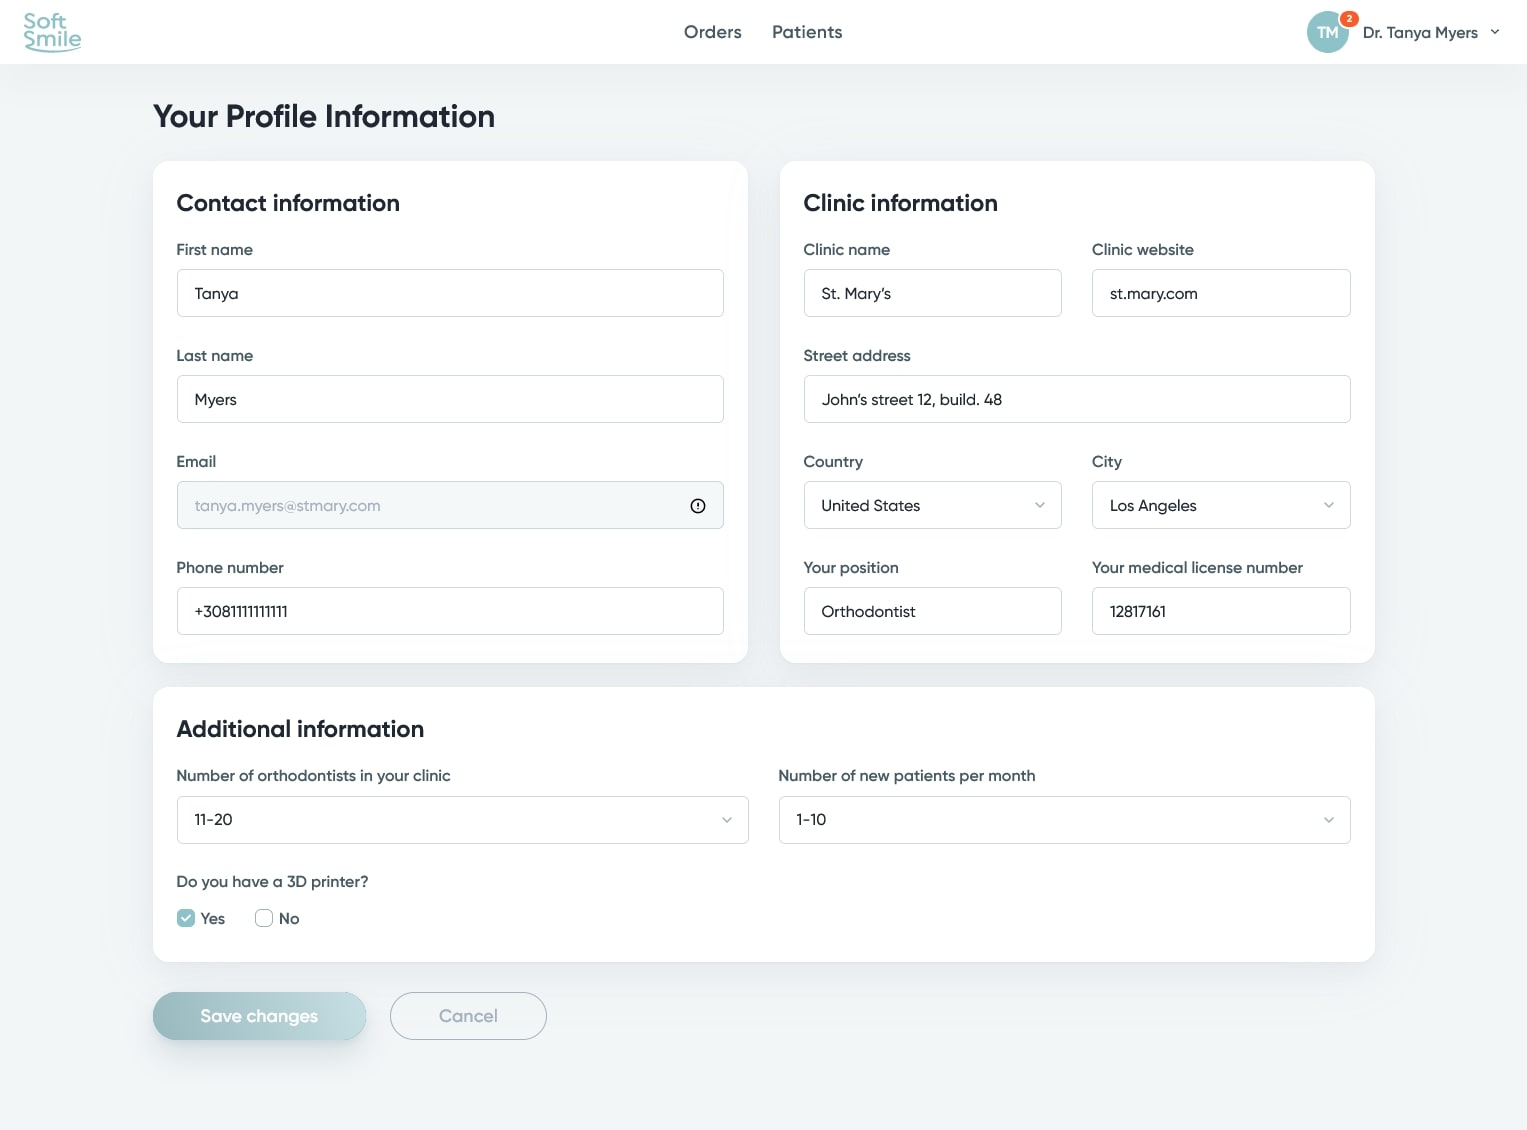 Soft
Smile
Orders
Patients
TM
2
Dr. Tanya Myers
Your Profile Information
Contact information
First name
Tanya
Last name
Myers
Email
tanya.myers@stmary.com
Phone number
+3081111111111
Clinic information
Clinic name
Clinic website
St. Mary’s
st.mary.com
Street address
John’s street 12, build. 48
Country
City
United States
Los Angeles
Your position
Your medical license number
Orthodontist
12817161
Additional information
Number of orthodontists in your clinic
Number of new patients per month
11-20
1-10
Do you have a 3D printer?
Yes
No
Save changes
Cancel